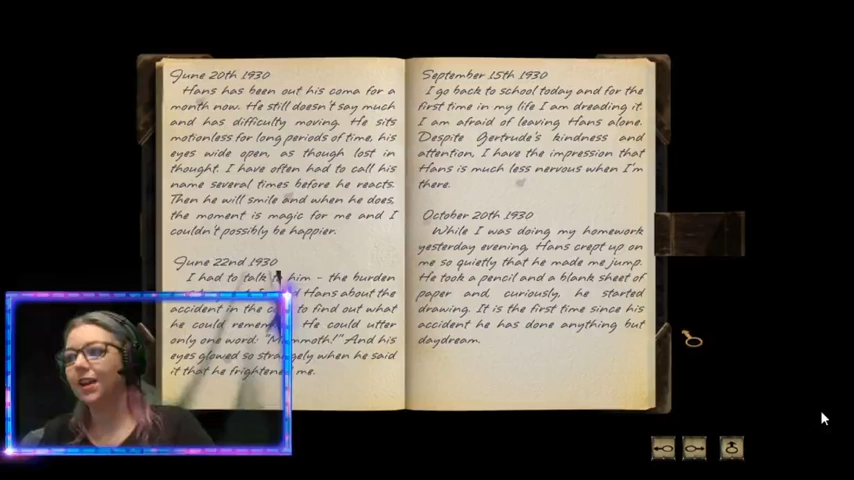 June 20th 1930
Hans has been out his coma for a
month now. He still doesn't say much
and has difficulty moving. He sits
motionless for long periods of time, his
eyes wide open, as though lost in
thought. I have often had to call his
name several times before he reacts.
Then he will smile and when he does,
the moment is magic for me and I
couldn't possibly be happier.
June 22nd 1930
I had to talk to him - the burden
Hans about the
accident in the to find out what
he could remem He could utter
only one word: "Mammoth!" And his
eyes glowed so strangely when he said
it that he frightened me.
September 15th 1930
I go back to school today and for the
first time in my life I am dreading it.
I am afraid of leaving Hans alone.
Despite Gertrude's kindness and
attention, I have the impression that
Hans is much less nervous when I'm
there.
October 20th 1930
While I was doing my homework
yesterday evening, Hans crept up on
me so quietly that he made me jump.
He took a pencil and a blank sheet of
paper and, curiously, he started
drawing. It is the first time since his
accident he has done anything but
daydream.